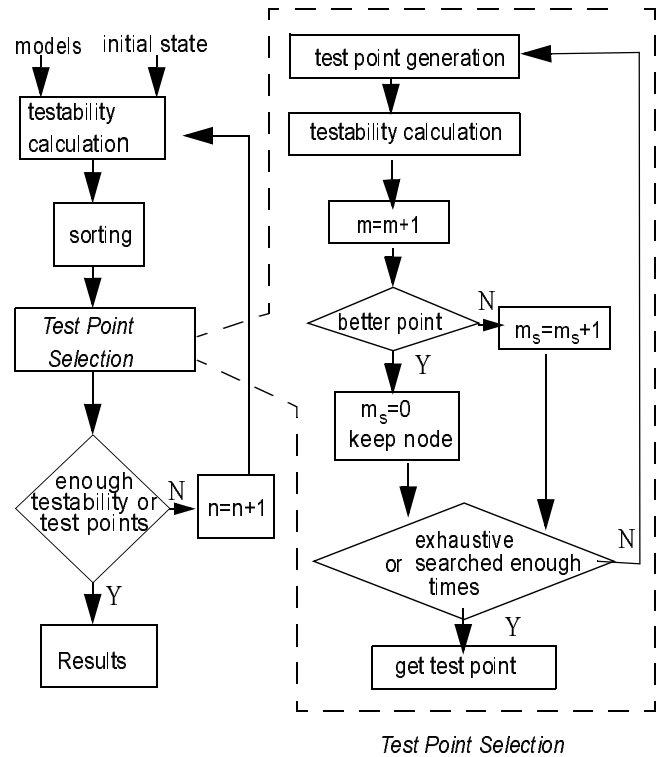 models
initial state
testability
calculation
sorting
Test Point
Selection
enough
testability or
test points
N
n=n+1
Y
Results
test point generation
testability calculation
m=m+1
better point
N
ms=ms+1
Y
ms=0
keep node
exhaustive
or searched enough
times
N
Y
get test point
Test Point Selection